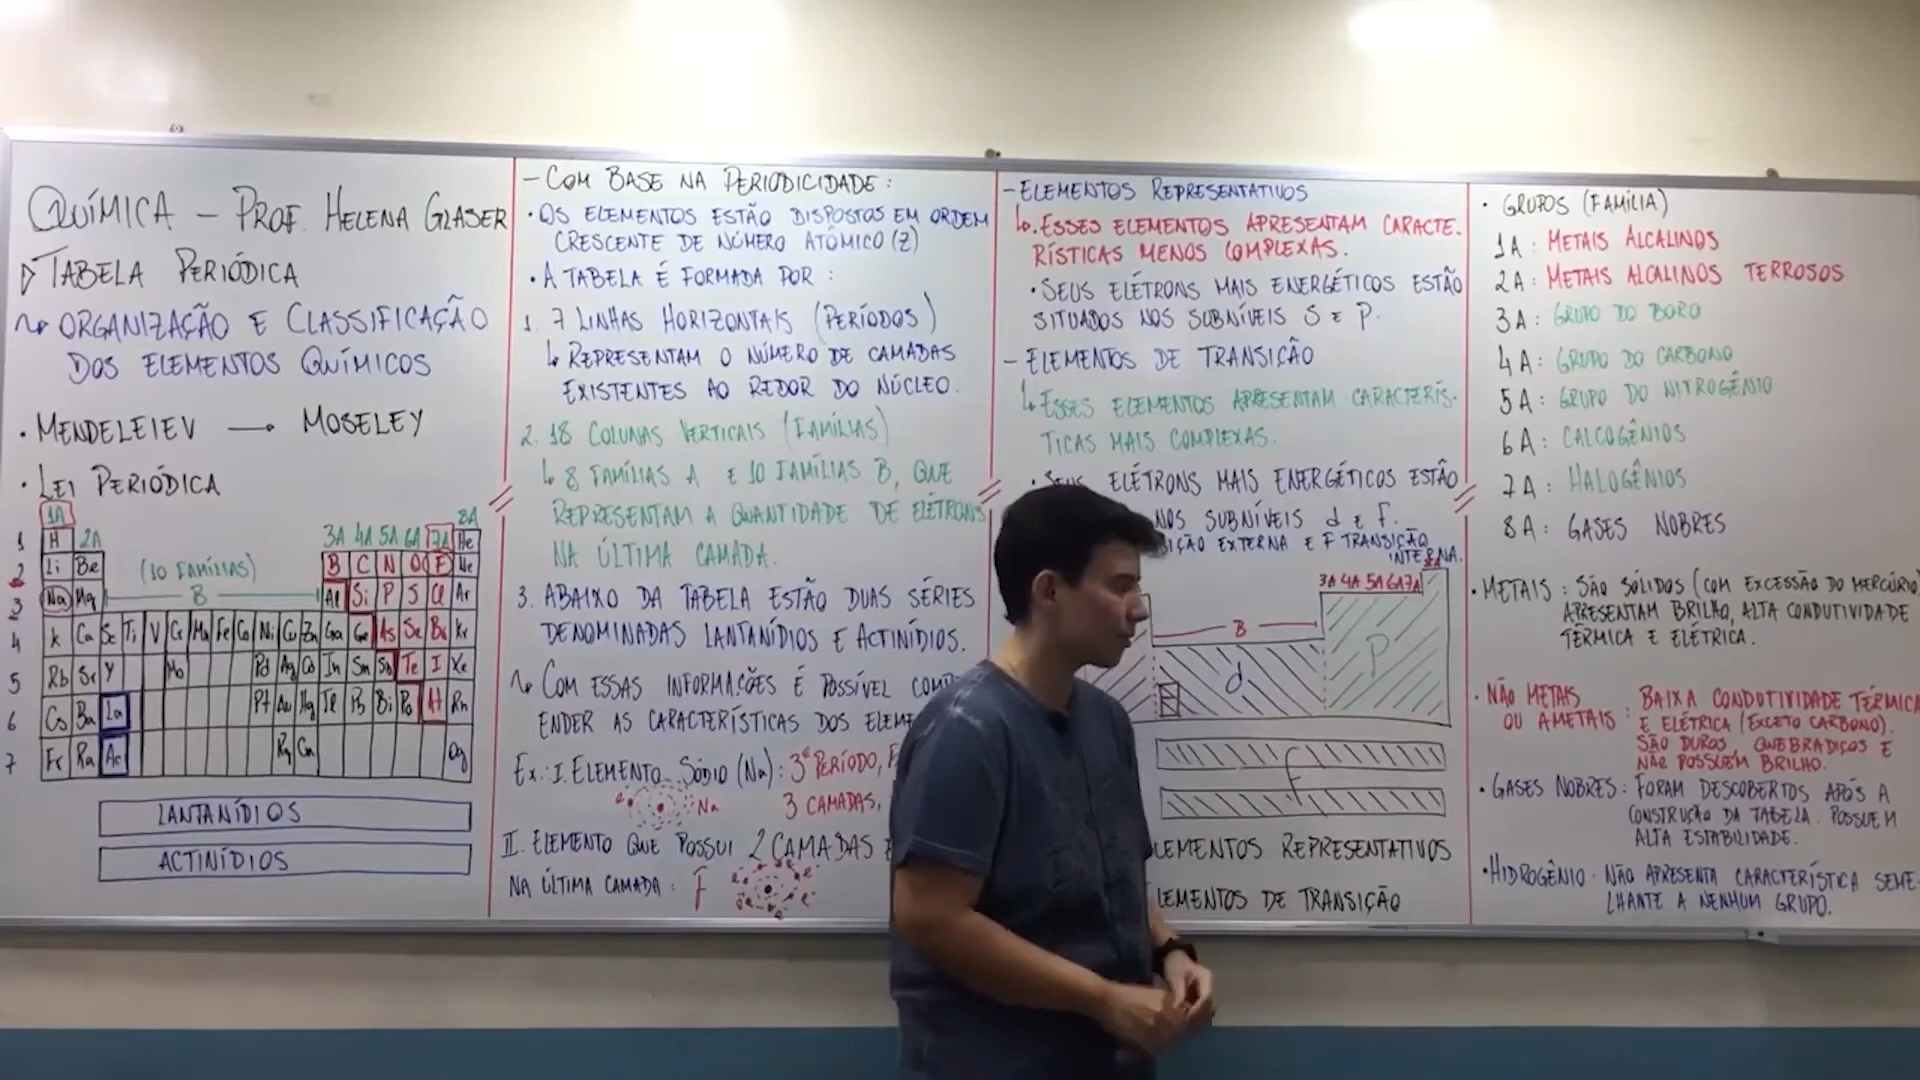 QUÍMICA – PROF. HELENA GLASER
TABELA PERIÓDICA
ORGANIZAÇÃO E CLASSIFICAÇÃO
DOS ELEMENTOS QUÍMICOS
• MENDELEIEV → MOSELEY
• LEI PERIÓDICA
1A 8A
1 H 2A 3A 4A 5A 6A 7A He
2 Li Be (10 FAMÍLIAS) B C N O F Ne
3 Na Mg B Al Si P S Cl Ar
4 K Ca Sc Ti V Cr Mn Fe Co Ni Cu Zn Ga Ge As Se Br Kr
5 Rb Sr Y Mo Pd Ag Cd In Sn Sb Te I Xe
6 Cs Ba La Pt Au Hg Tl Pb Bi Po At Rn
7 Fr Ra Ac Rg Cn Og
LANTANÍDIOS
ACTINÍDIOS
– COM BASE NA PERIODICIDADE:
• OS ELEMENTOS ESTÃO DISPOSTOS EM ORDEM
CRESCENTE DE NÚMERO ATÔMICO (Z)
• A TABELA É FORMADA POR:
1. 7 LINHAS HORIZONTAIS (PERÍODOS)
↳ REPRESENTAM O NÚMERO DE CAMADAS
EXISTENTES AO REDOR DO NÚCLEO.
2. 18 COLUNAS VERTICAIS (FAMÍLIAS)
↳ 8 FAMÍLIAS A E 10 FAMÍLIAS B, QUE
REPRESENTAM A QUANTIDADE DE ELÉTRONS
NA ÚLTIMA CAMADA.
3. ABAIXO DA TABELA ESTÃO DUAS SÉRIES
DENOMINADAS LANTANÍDIOS E ACTINÍDIOS.
COM ESSAS INFORMAÇÕES É POSSÍVEL
ENDER AS CARACTERÍSTICAS DOS
EX.: I. ELEMENTO SÓDIO (Na): 3º PERÍODO,
Na 3 CAMADAS,
II. ELEMENTO QUE POSSUI 2 CAMADAS
NA ÚLTIMA CAMADA: F
– ELEMENTOS REPRESENTATIVOS
↳ ESSES ELEMENTOS APRESENTAM CARACTE-
RÍSTICAS MENOS COMPLEXAS.
• SEUS ELÉTRONS MAIS ENERGÉTICOS ESTÃO
SITUADOS NOS SUBNÍVEIS S E P.
– ELEMENTOS DE TRANSIÇÃO
↳ ESSES ELEMENTOS APRESENTAM CARACTERÍS-
TICAS MAIS COMPLEXAS.
• SEUS ELÉTRONS MAIS ENERGÉTICOS ESTÃO
NOS SUBNÍVEIS d E F.
EXTERNA E F TRANSIÇÃO
INTERNA.
8A
3A 4A 5A 6A 7A
B
d
P
F
ELEMENTOS REPRESENTATIVOS
ELEMENTOS DE TRANSIÇÃO
• GRUPOS (FAMÍLIA)
1A: METAIS ALCALINOS
2A: METAIS ALCALINOS TERROSOS
3A: GRUPO DO BORO
4A: GRUPO DO CARBONO
5A: GRUPO DO NITROGÊNIO
6A: CALCOGÊNIOS
7A: HALOGÊNIOS
8A: GASES NOBRES
• METAIS: SÃO SÓLIDOS (COM EXCESSÃO DO MERCÚRIO)
APRESENTAM BRILHO, ALTA CONDUTIVIDADE
TÉRMICA E ELÉTRICA.
• NÃO METAIS BAIXA CONDUTIVIDADE TÉRMICA
OU AMETAIS: E ELÉTRICA (EXCETO CARBONO).
SÃO DUROS, QUEBRADIÇOS E
NÃO POSSUEM BRILHO.
• GASES NOBRES: FORAM DESCOBERTOS APÓS A
CONSTRUÇÃO DA TABELA. POSSUEM
ALTA ESTABILIDADE.
• HIDROGÊNIO: NÃO APRESENTA CARACTERÍSTICA SEME-
LHANTE A NENHUM GRUPO.